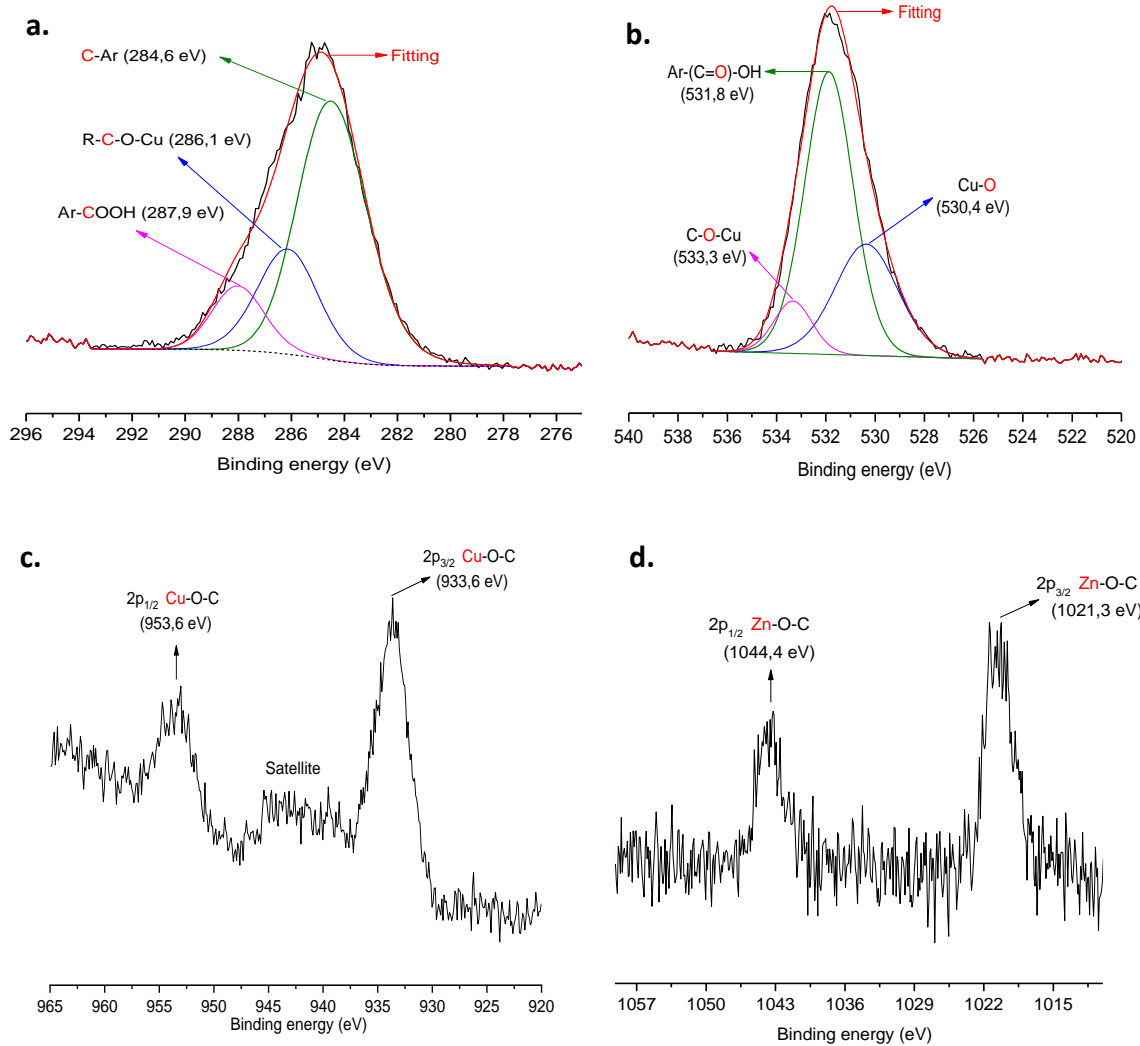 a.
C-Ar (284,6 eV)
Fitting
R-C-O-Cu (286,1 eV)
Ar-COOH (287,9 eV)
296 294 292 290 288 286 284 282 280 278 276
Binding energy (eV)
b.
Fitting
Ar-(C=O)-OH
(531,8 eV)
Cu-O
(530,4 eV)
C-O-Cu
(533,3 eV)
540 538 536 534 532 530 528 526 524 522 520
Binding energy (eV)
c.
2p3/2 Cu-O-C
(933,6 eV)
2p1/2 Cu-O-C
(953,6 eV)
Satellite
965 960 955 950 945 940 935 930 925 920
Binding energy (eV)
d.
2p3/2 Zn-O-C
(1021,3 eV)
2p1/2 Zn-O-C
(1044,4 eV)
1057 1050 1043 1036 1029 1022 1015
Binding energy (eV)